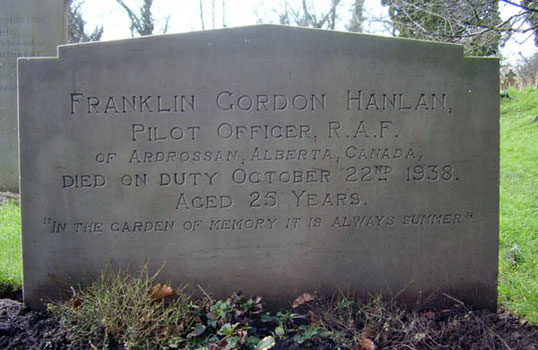 FRANKLIN GORDON HANLAN,
PILOT OFFICER, R.A.F.
OF ARDROSSAN, ALBERTA, CANADA,
DIED ON DUTY OCTOBER 22ND 1938.
AGED 25 YEARS.
"IN THE GARDEN OF MEMORY IT IS ALWAYS SUMMER".